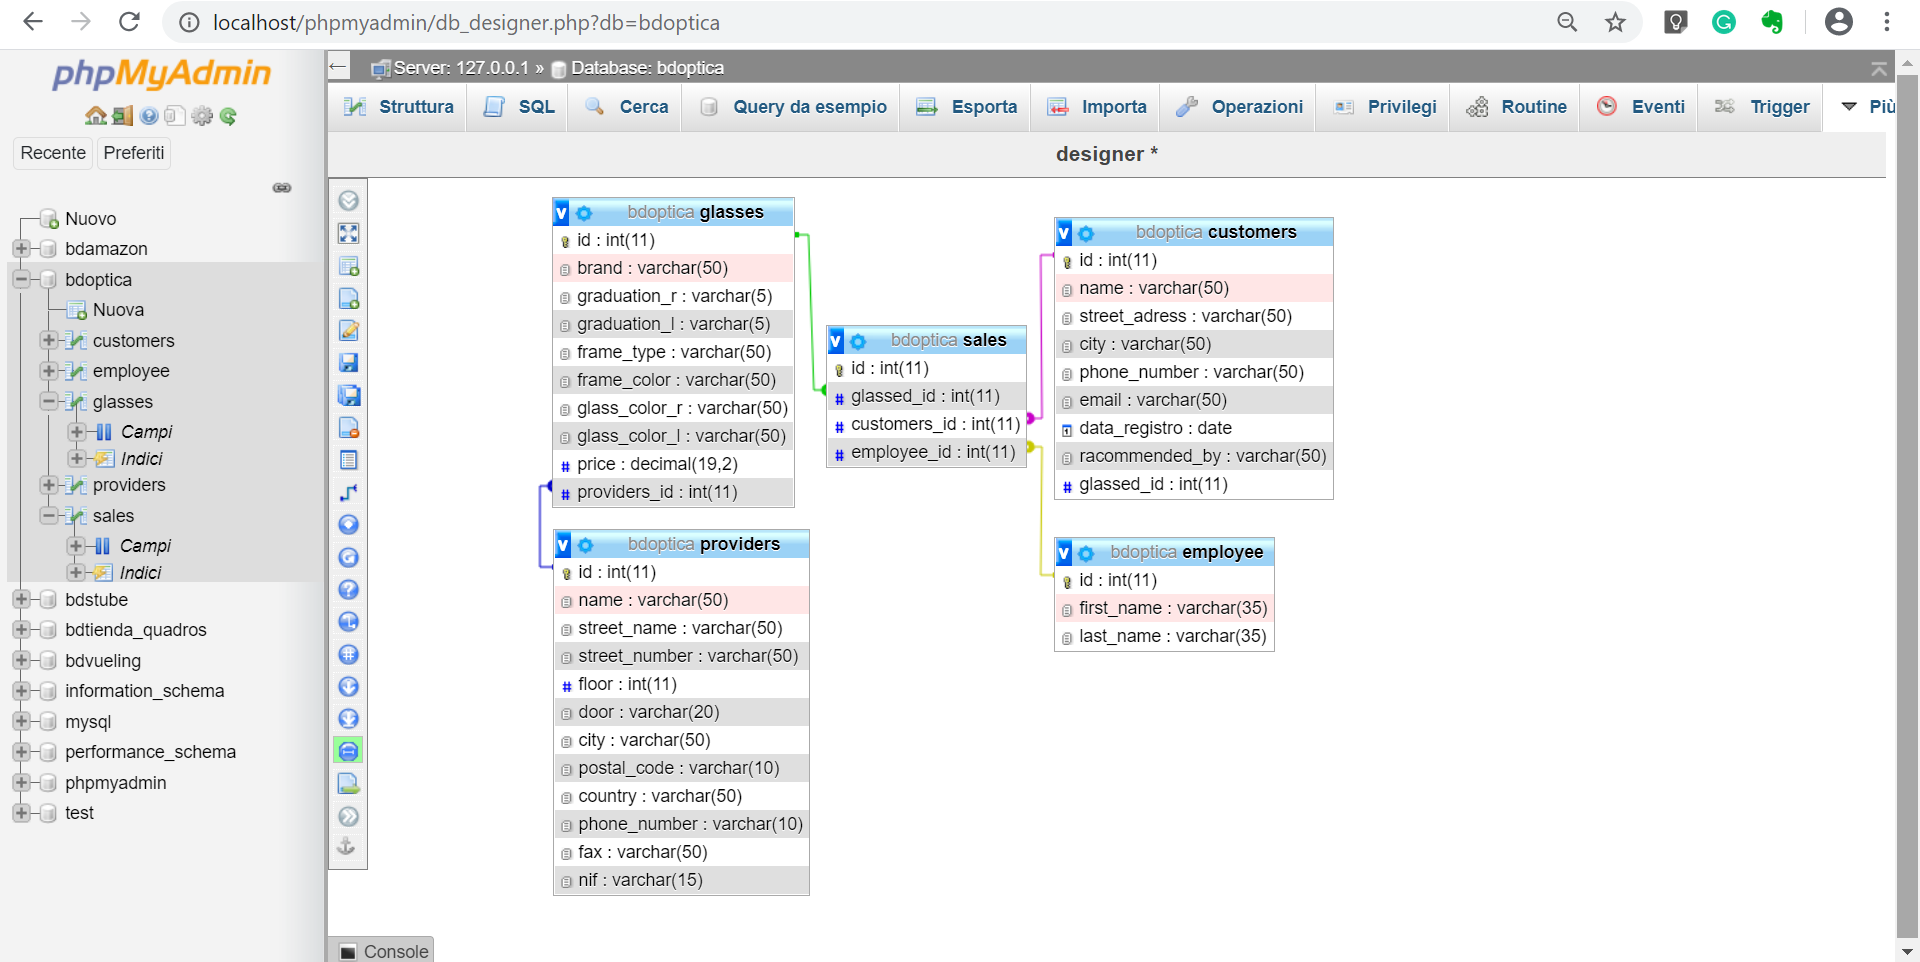 localhost/phpmyadmin/db_designer.php?db=bdoptica
phpMyAdmin
Recente
Preferiti
Nuovo
bdamazon
bdoptica
Nuova
customers
employee
glasses
Campi
Indici
providers
sales
Campi
Indici
bdstube
bdtienda_quadros
bdvueling
information_schema
mysql
performance_schema
phpmyadmin
test
Server: 127.0.0.1 » Database: bdoptica
Struttura SQL Cerca Query da esempio Esporta Importa Operazioni Privilegi Routine Eventi Trigger Più
designer *
v bdoptica glasses
id : int(11)
brand : varchar(50)
graduation_r : varchar(5)
graduation_l : varchar(5)
frame_type : varchar(50)
frame_color : varchar(50)
glass_color_r : varchar(50)
glass_color_l : varchar(50)
# price : decimal(19,2)
# providers_id : int(11)
v bdoptica providers
id : int(11)
name : varchar(50)
street_name : varchar(50)
street_number : varchar(50)
# floor : int(11)
door : varchar(20)
city : varchar(50)
postal_code : varchar(10)
country : varchar(50)
phone_number : varchar(10)
fax : varchar(50)
nif : varchar(15)
v bdoptica sales
id : int(11)
# glassed_id : int(11)
# customers_id : int(11)
# employee_id : int(11)
v bdoptica customers
id : int(11)
name : varchar(50)
street_adress : varchar(50)
city : varchar(50)
phone_number : varchar(50)
email : varchar(50)
data_registro : date
racommended_by : varchar(50)
# glassed_id : int(11)
v bdoptica employee
id : int(11)
first_name : varchar(35)
last_name : varchar(35)
Console